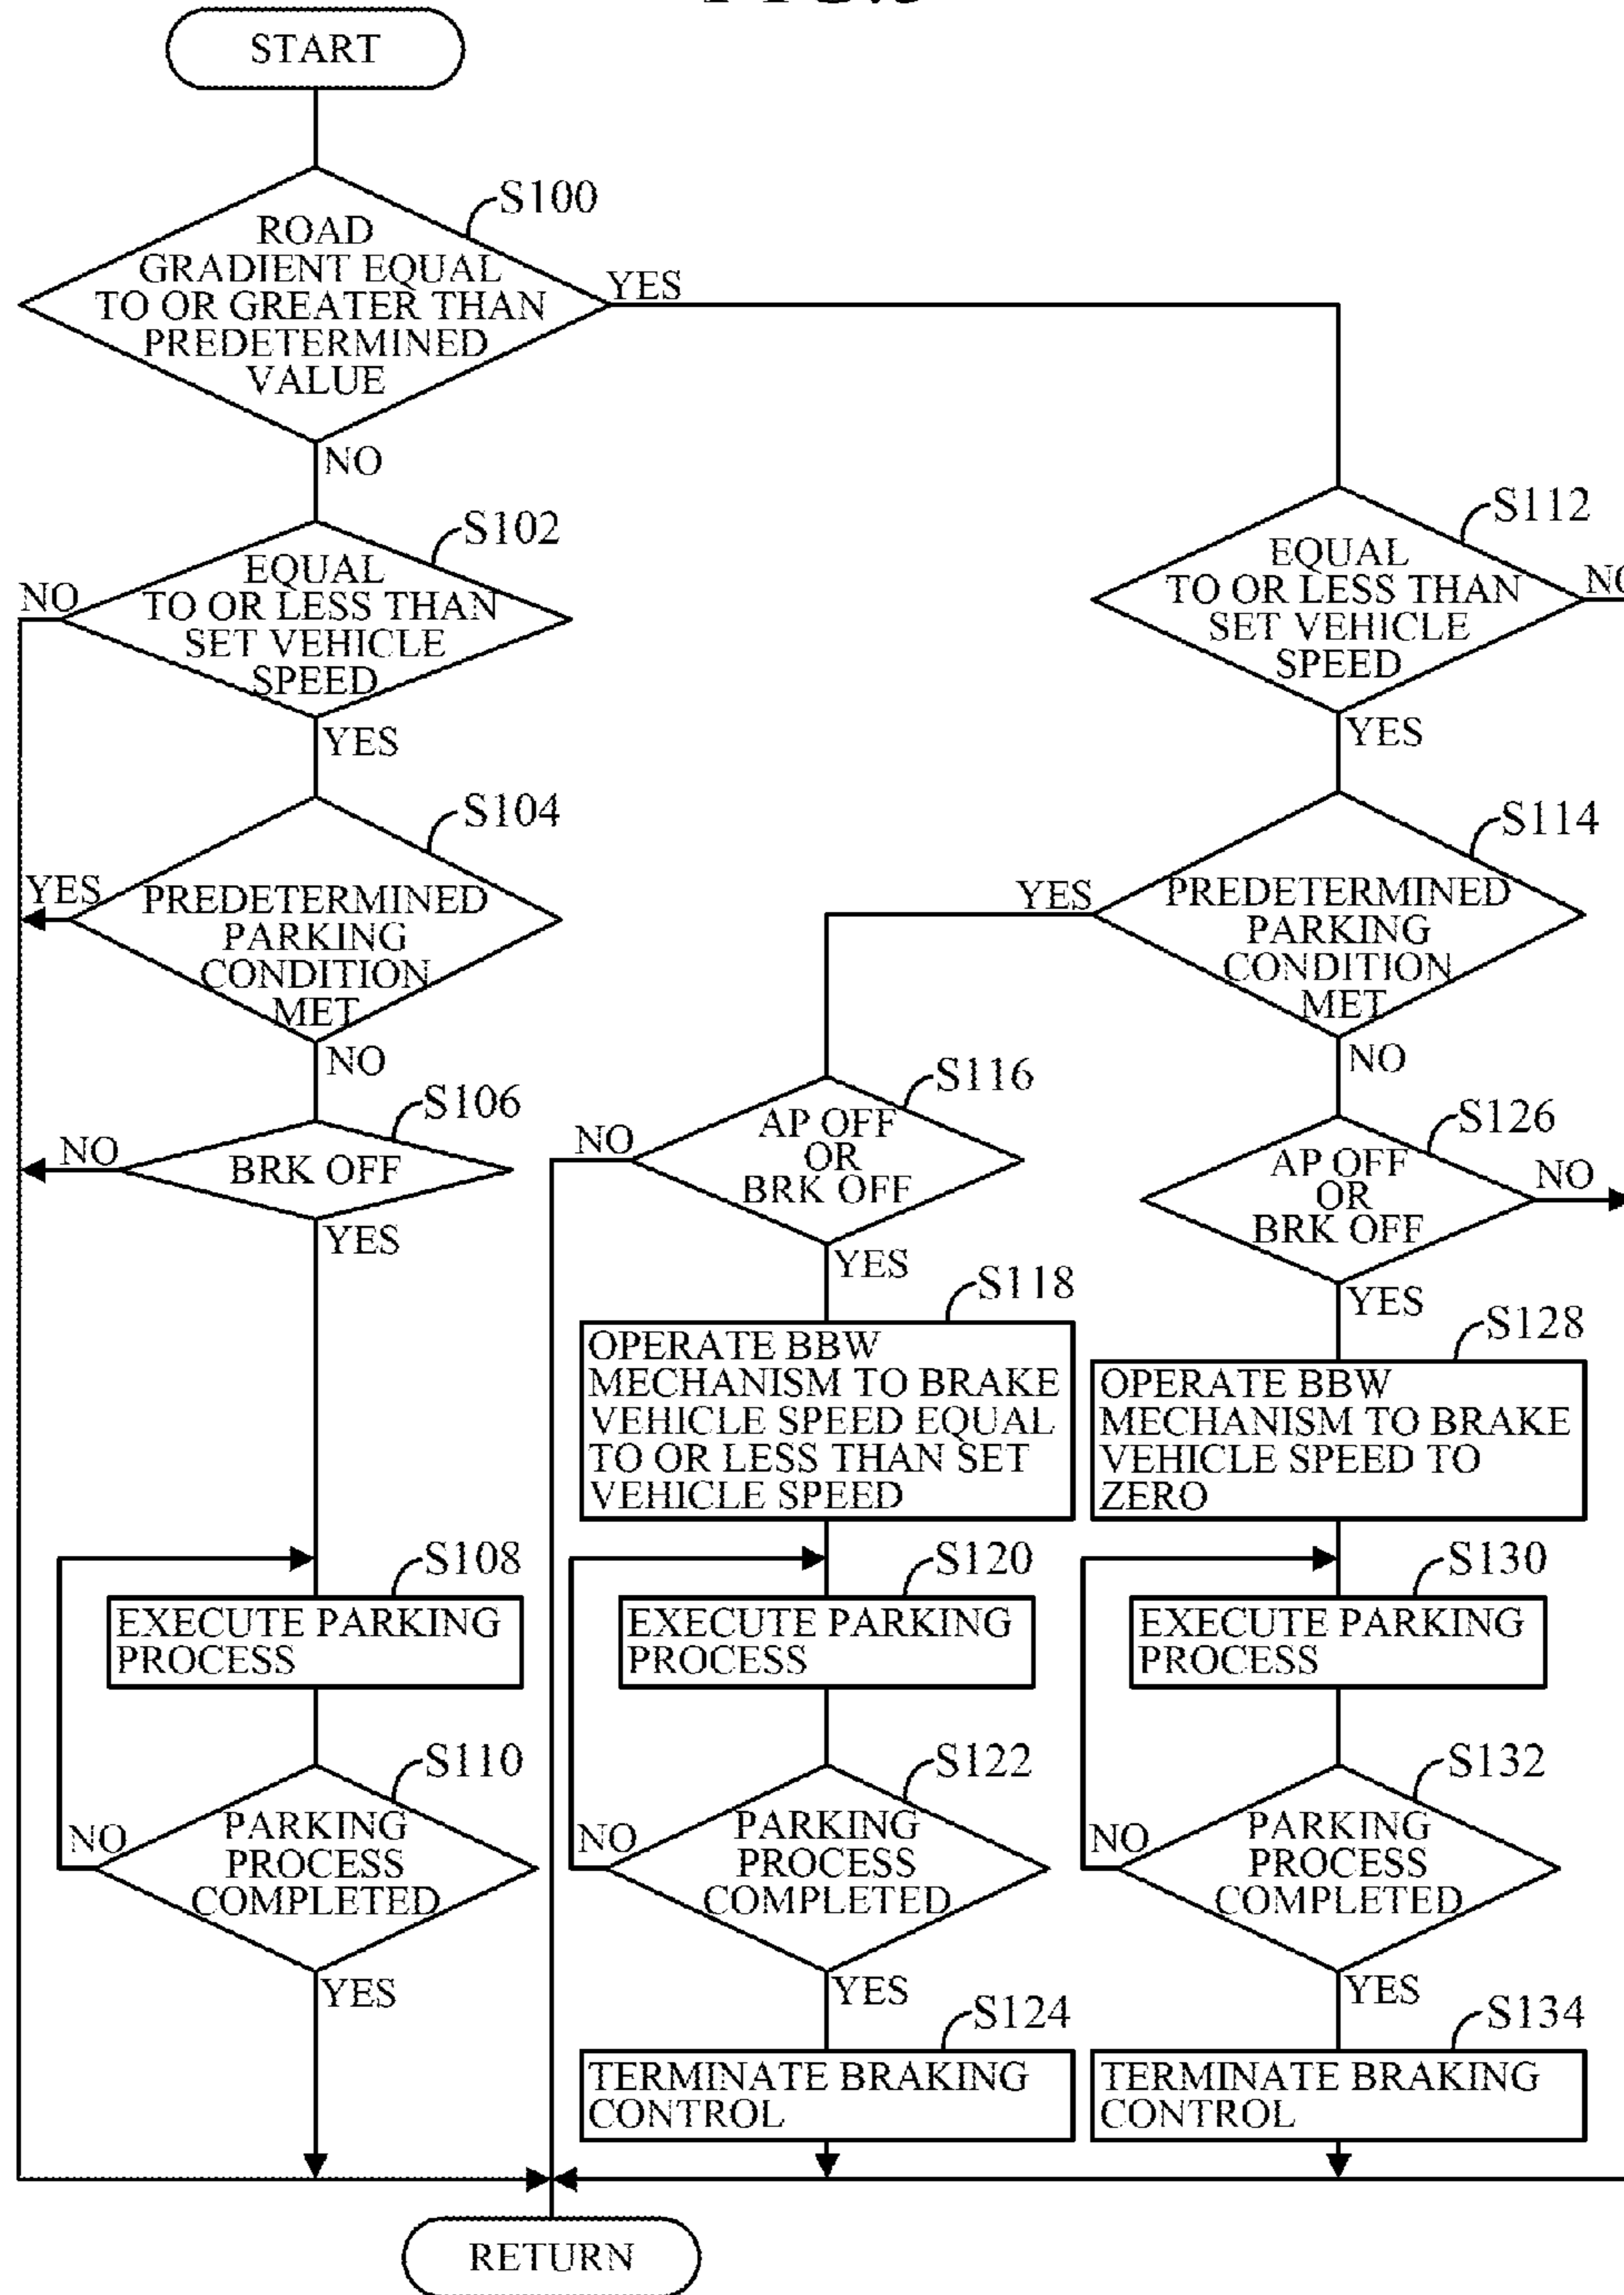 START
S100
ROAD
GRADIENT EQUAL
TO OR GREATER THAN
PREDETERMINED
VALUE
YES
NO
S102
EQUAL
TO OR LESS THAN
SET VEHICLE
SPEED
NO
YES
S104
PREDETERMINED
PARKING
CONDITION
MET
YES
NO
S106
BRK OFF
NO
YES
S108
EXECUTE PARKING
PROCESS
S110
PARKING
PROCESS
COMPLETED
NO
YES
S112
EQUAL
TO OR LESS THAN
SET VEHICLE
SPEED
NO
YES
S114
PREDETERMINED
PARKING
CONDITION
MET
YES
NO
S116
AP OFF
OR
BRK OFF
NO
YES
S118
OPERATE BBW
MECHANISM TO BRAKE
VEHICLE SPEED EQUAL
TO OR LESS THAN SET
VEHICLE SPEED
S120
EXECUTE PARKING
PROCESS
S122
PARKING
PROCESS
COMPLETED
NO
YES
S124
TERMINATE BRAKING
CONTROL
S126
AP OFF
OR
BRK OFF
NO
YES
S128
OPERATE BBW
MECHANISM TO BRAKE
VEHICLE SPEED TO
ZERO
S130
EXECUTE PARKING
PROCESS
S132
PARKING
PROCESS
COMPLETED
NO
YES
S134
TERMINATE BRAKING
CONTROL
RETURN